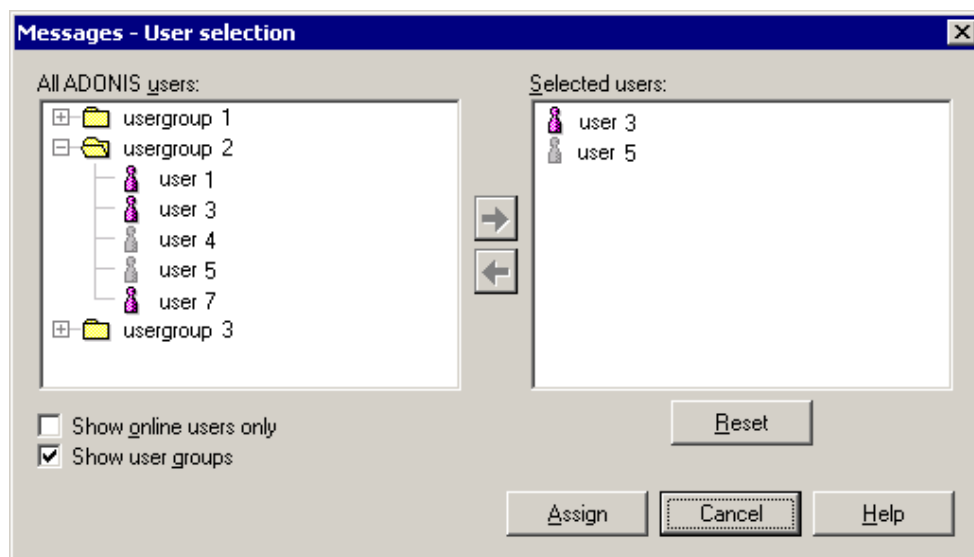 Messages - User selection
All ADONIS users:
usergroup 1
usergroup 2
user 1
user 3
user 4
user 5
user 7
usergroup 3
Selected users:
user 3
user 5
Show online users only
Show user groups
Reset
Assign
Cancel
Help